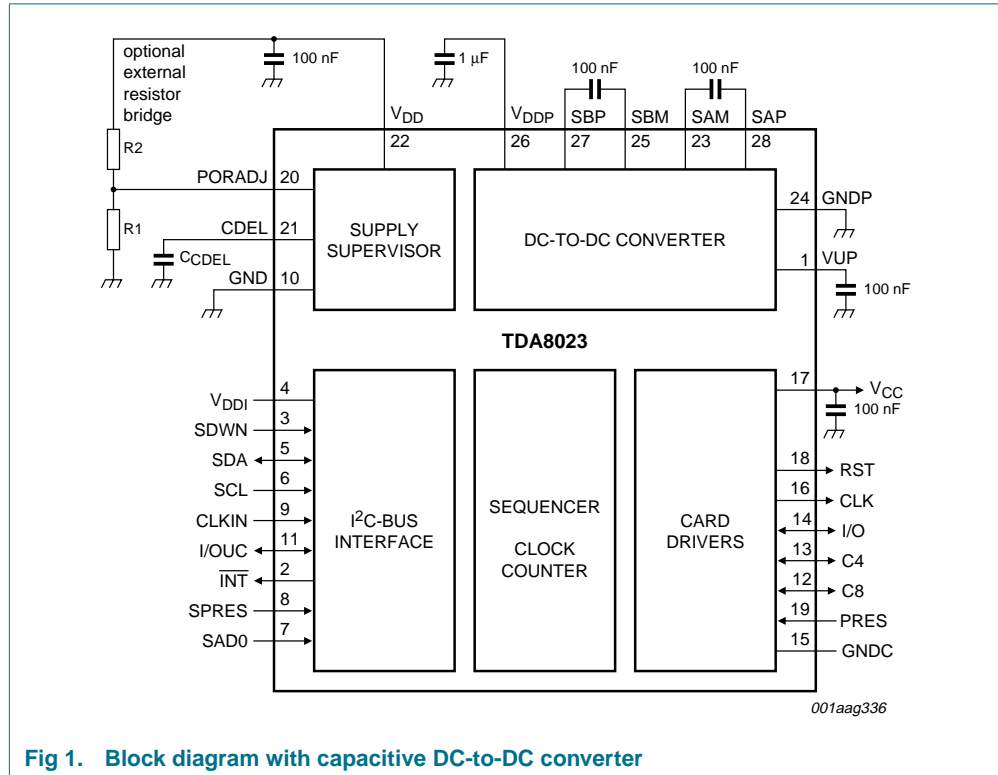 optional
external
resistor
bridge
100 nF
1 μF
100 nF
100 nF
VDD
VDDP
SBP
SBM
SAM
SAP
22
26
27
25
23
28
R2
PORADJ
20
R1
CDEL
21
CCDEL
GND
10
SUPPLY
SUPERVISOR
DC-TO-DC CONVERTER
24
GNDP
1
VUP
100 nF
TDA8023
VDDI
4
SDWN
3
SDA
5
SCL
6
CLKIN
9
I/OUC
11
INT
2
SPRES
8
SAD0
7
I2C-BUS
INTERFACE
SEQUENCER
CLOCK
COUNTER
CARD
DRIVERS
17
VCC
100 nF
18
RST
16
CLK
14
I/O
13
C4
12
C8
19
PRES
15
GNDC
001aag336
Fig 1. Block diagram with capacitive DC-to-DC converter